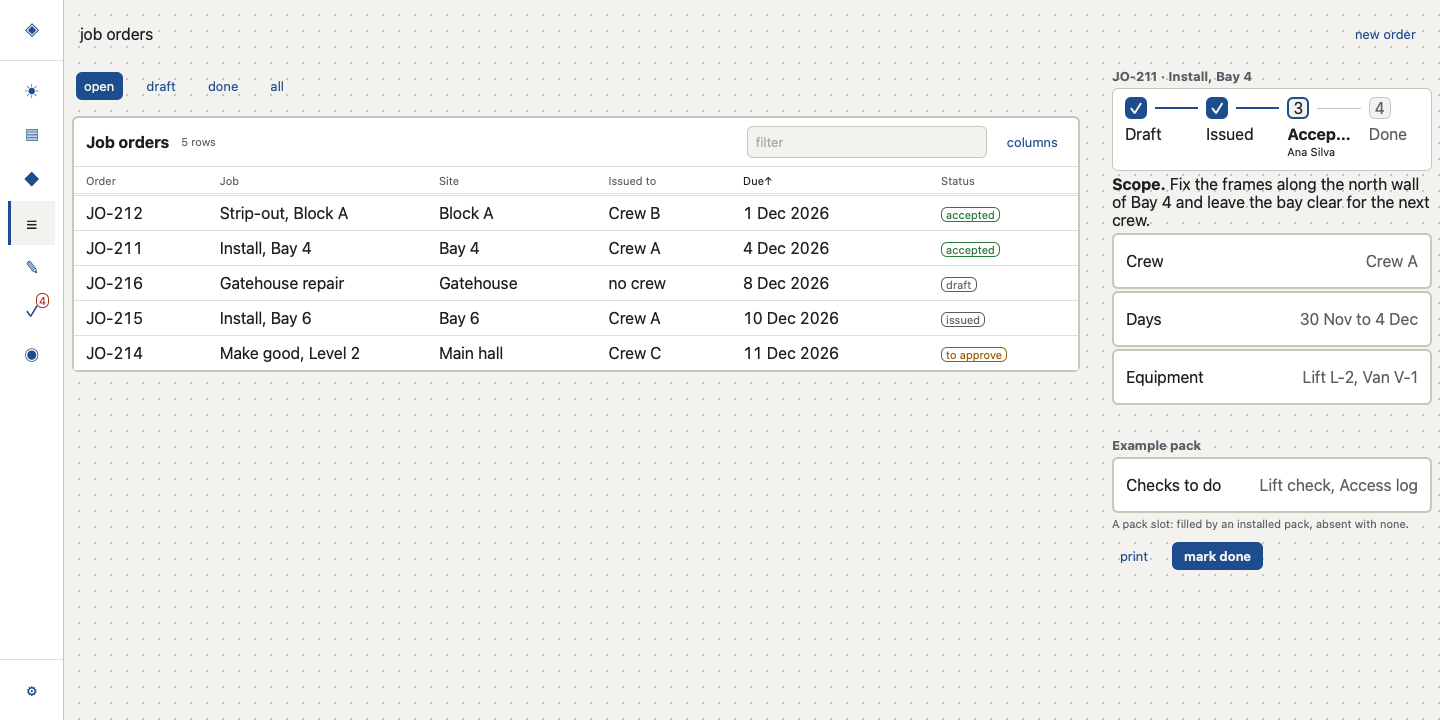 job orders
new order
open draft done all
Job orders 5 rows filter columns
Order Job Site Issued to Due↑ Status
JO-212 Strip-out, Block A Block A Crew B 1 Dec 2026 accepted
JO-211 Install, Bay 4 Bay 4 Crew A 4 Dec 2026 accepted
JO-216 Gatehouse repair Gatehouse no crew 8 Dec 2026 draft
JO-215 Install, Bay 6 Bay 6 Crew A 10 Dec 2026 issued
JO-214 Make good, Level 2 Main hall Crew C 11 Dec 2026 to approve
4
JO-211 · Install, Bay 4
3 4
Draft Issued Accep... Done
Ana Silva
Scope. Fix the frames along the north wall
of Bay 4 and leave the bay clear for the next
crew.
Crew Crew A
Days 30 Nov to 4 Dec
Equipment Lift L-2, Van V-1
Example pack
Checks to do Lift check, Access log
A pack slot: filled by an installed pack, absent with none.
print mark done